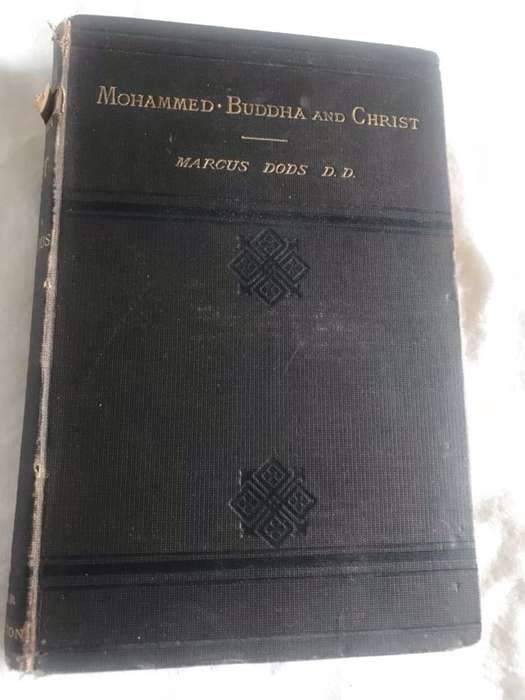 MOHAMMED · BUDDHA AND CHRIST
MARCUS DODS D. D.